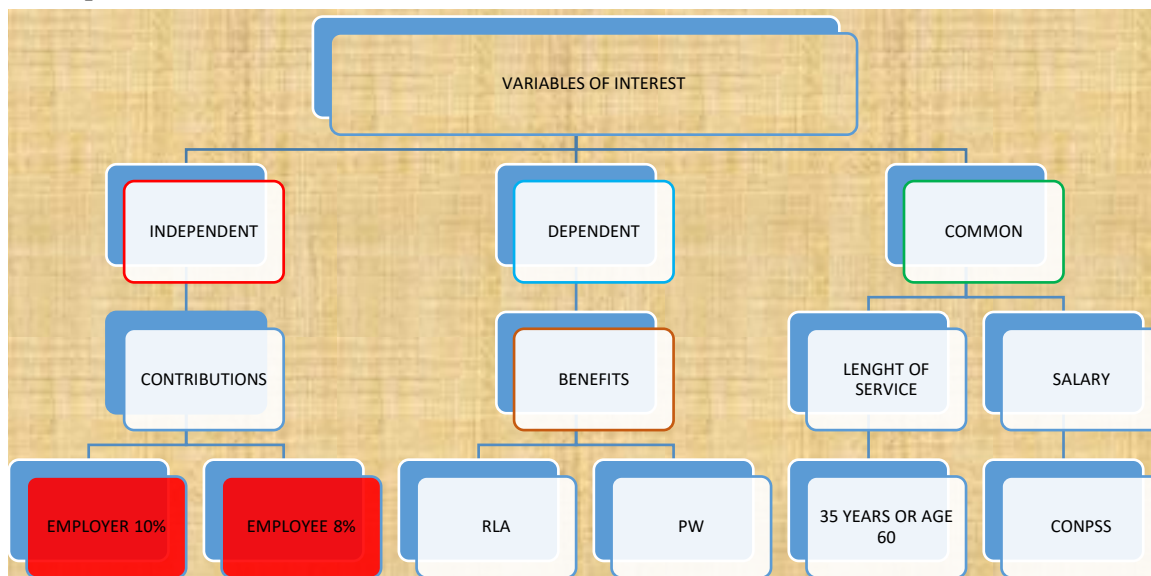 VARIABLES OF INTEREST
INDEPENDENT
DEPENDENT
COMMON
CONTRIBUTIONS
BENEFITS
LENGHT OF
SERVICE
SALARY
EMPLOYER 10%
EMPLOYEE 8%
RLA
PW
35 YEARS OR AGE
60
CONPSS